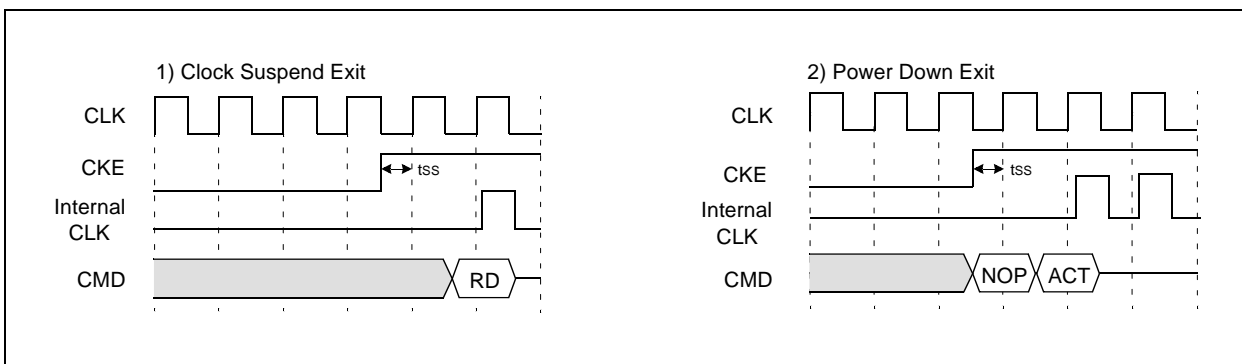 1) Clock Suspend Exit
CLK
CKE
tSS
Internal
CLK
CMD
RD
2) Power Down Exit
CLK
CKE
tSS
Internal
CLK
CMD
NOP
ACT